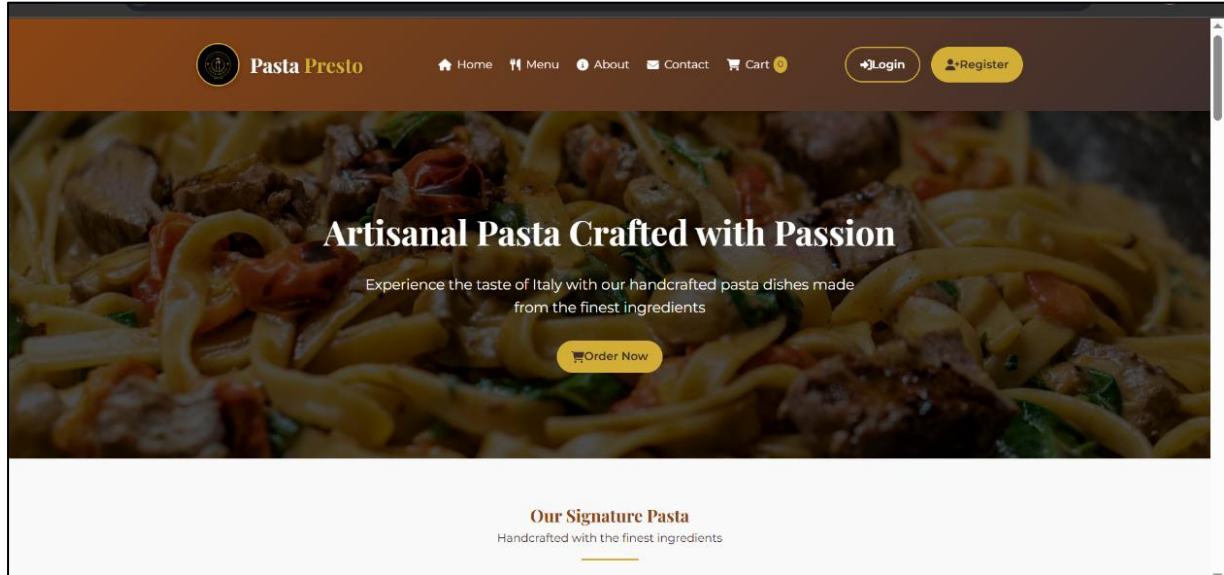 Pasta Presto
Home Menu About Contact Cart 0
Login
Register
Artisanal Pasta Crafted with Passion
Experience the taste of Italy with our handcrafted pasta dishes made
from the finest ingredients
Order Now
Our Signature Pasta
Handcrafted with the finest ingredients